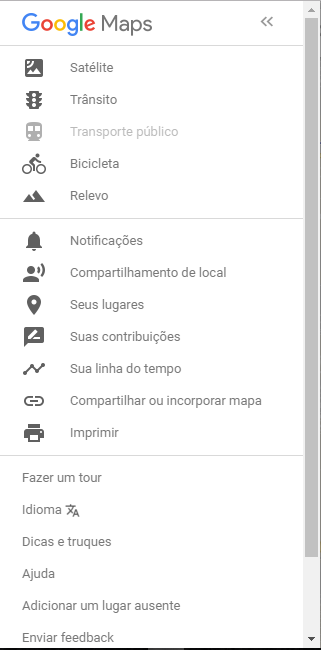 Google Maps
Satélite
Trânsito
Transporte público
Bicicleta
Relevo
Notificações
Compartilhamento de local
Seus lugares
Suas contribuições
Sua linha do tempo
Compartilhar ou incorporar mapa
Imprimir
Fazer um tour
Idioma
Dicas e truques
Ajuda
Adicionar um lugar ausente
Enviar feedback